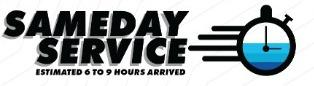 SAMEDAY
SERVICE
ESTIMATED 6 TO 9 HOURS ARRIVED